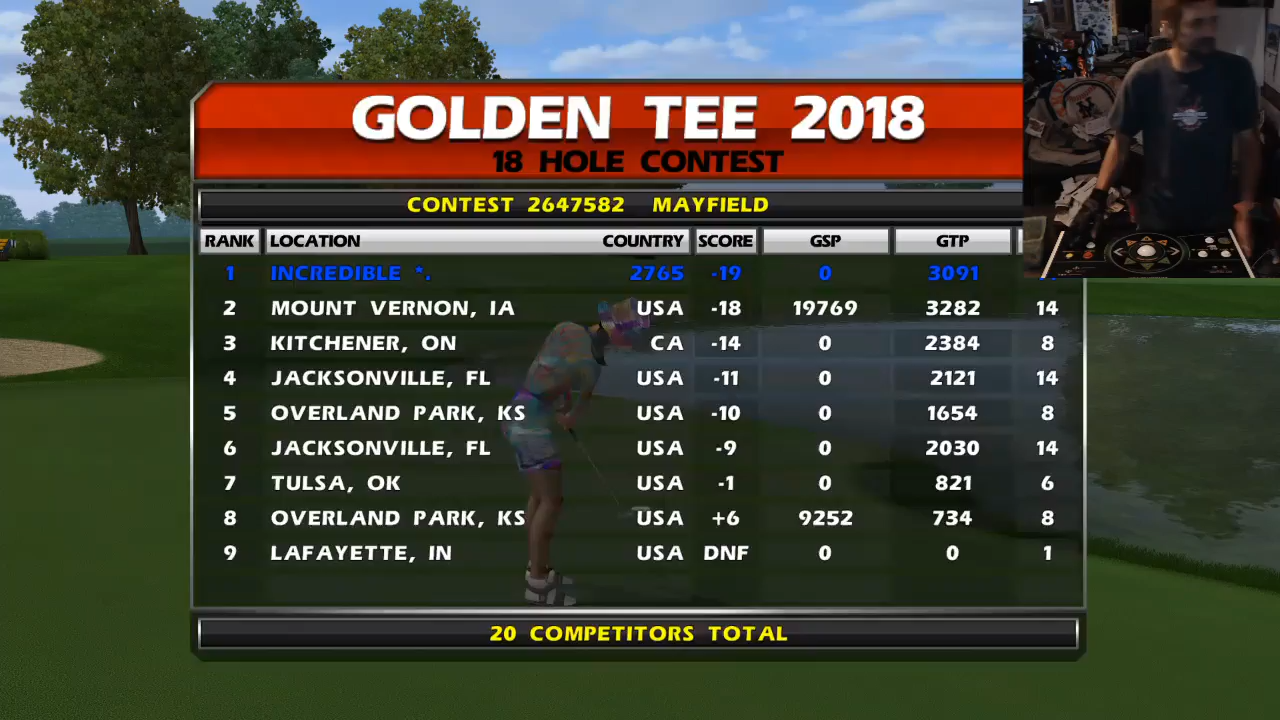 GOLDEN TEE 2018
18 HOLE CONTEST
CONTEST 2647582 MAYFIELD
RANK LOCATION COUNTRY SCORE GSP GTP
1 INCREDIBLE *. 2765 -19 0 3091
2 MOUNT VERNON, IA USA -18 19769 3282 14
3 KITCHENER, ON CA -14 0 2384 8
4 JACKSONVILLE, FL USA -11 0 2121 14
5 OVERLAND PARK, KS USA -10 0 1654 8
6 JACKSONVILLE, FL USA -9 0 2030 14
7 TULSA, OK USA -1 0 821 6
8 OVERLAND PARK, KS USA +6 9252 734 8
9 LAFAYETTE, IN USA DNF 0 0 1
20 COMPETITORS TOTAL